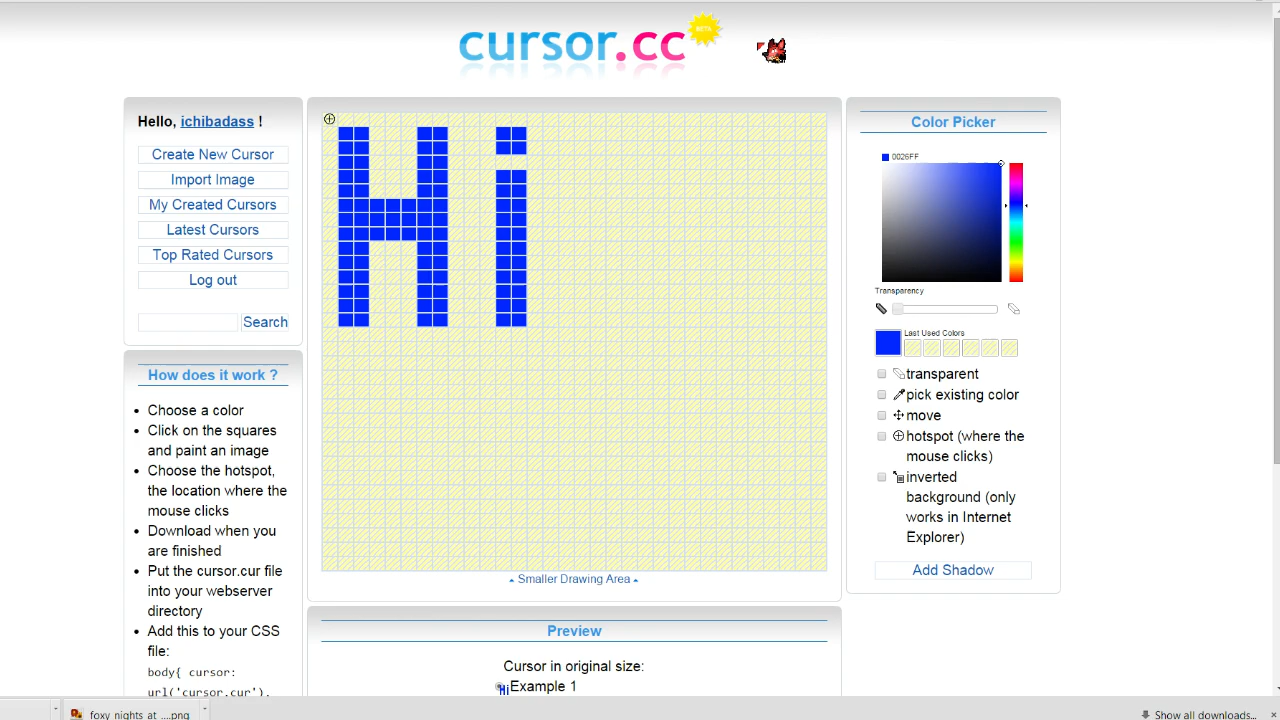 cursor.cc
BETA
Hello, ichibadass !
Create New Cursor
Import Image
My Created Cursors
Latest Cursors
Top Rated Cursors
Log out
Search
How does it work ?
Choose a color
Click on the squares
and paint an image
Choose the hotspot,
the location where the
mouse clicks
Download when you
are finished
Put the cursor.cur file
into your webserver
directory
Add this to your CSS
file:
body{ cursor:
url('cursor.cur'),
Hi
Smaller Drawing Area
Preview
Cursor in original size:
Hi Example 1
Color Picker
0026FF
Transparency
Last Used Colors
transparent
pick existing color
move
hotspot (where the
mouse clicks)
inverted
background (only
works in Internet
Explorer)
Add Shadow
foxy nights at ....png
Show all downloads...